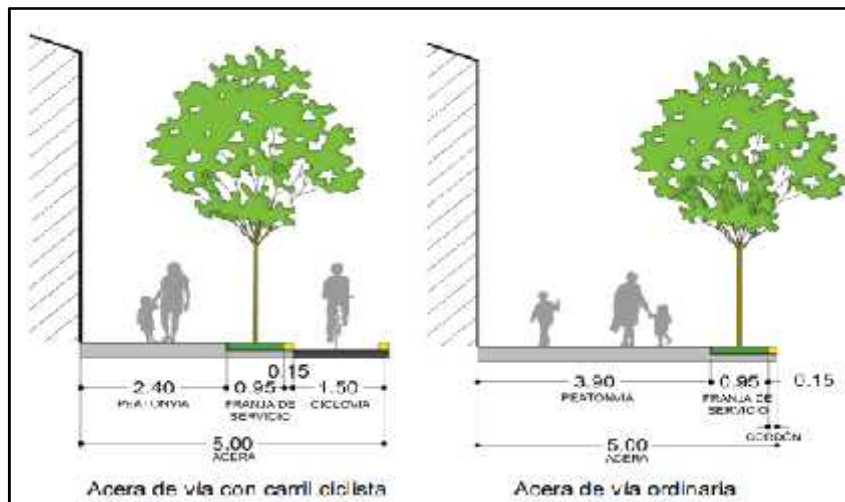 0.15
2.40 0.95 1.50
PEATONVIA FRANJA DE SERVICIO CICLOVIA
5.00
ACERA
Acera de vía con carril ciclista
3.90 0.95 0.15
PEATONVIA FRANJA DE SERVICIO
CORDÓN
5.00
ACERA
Acera de vía ordinaria